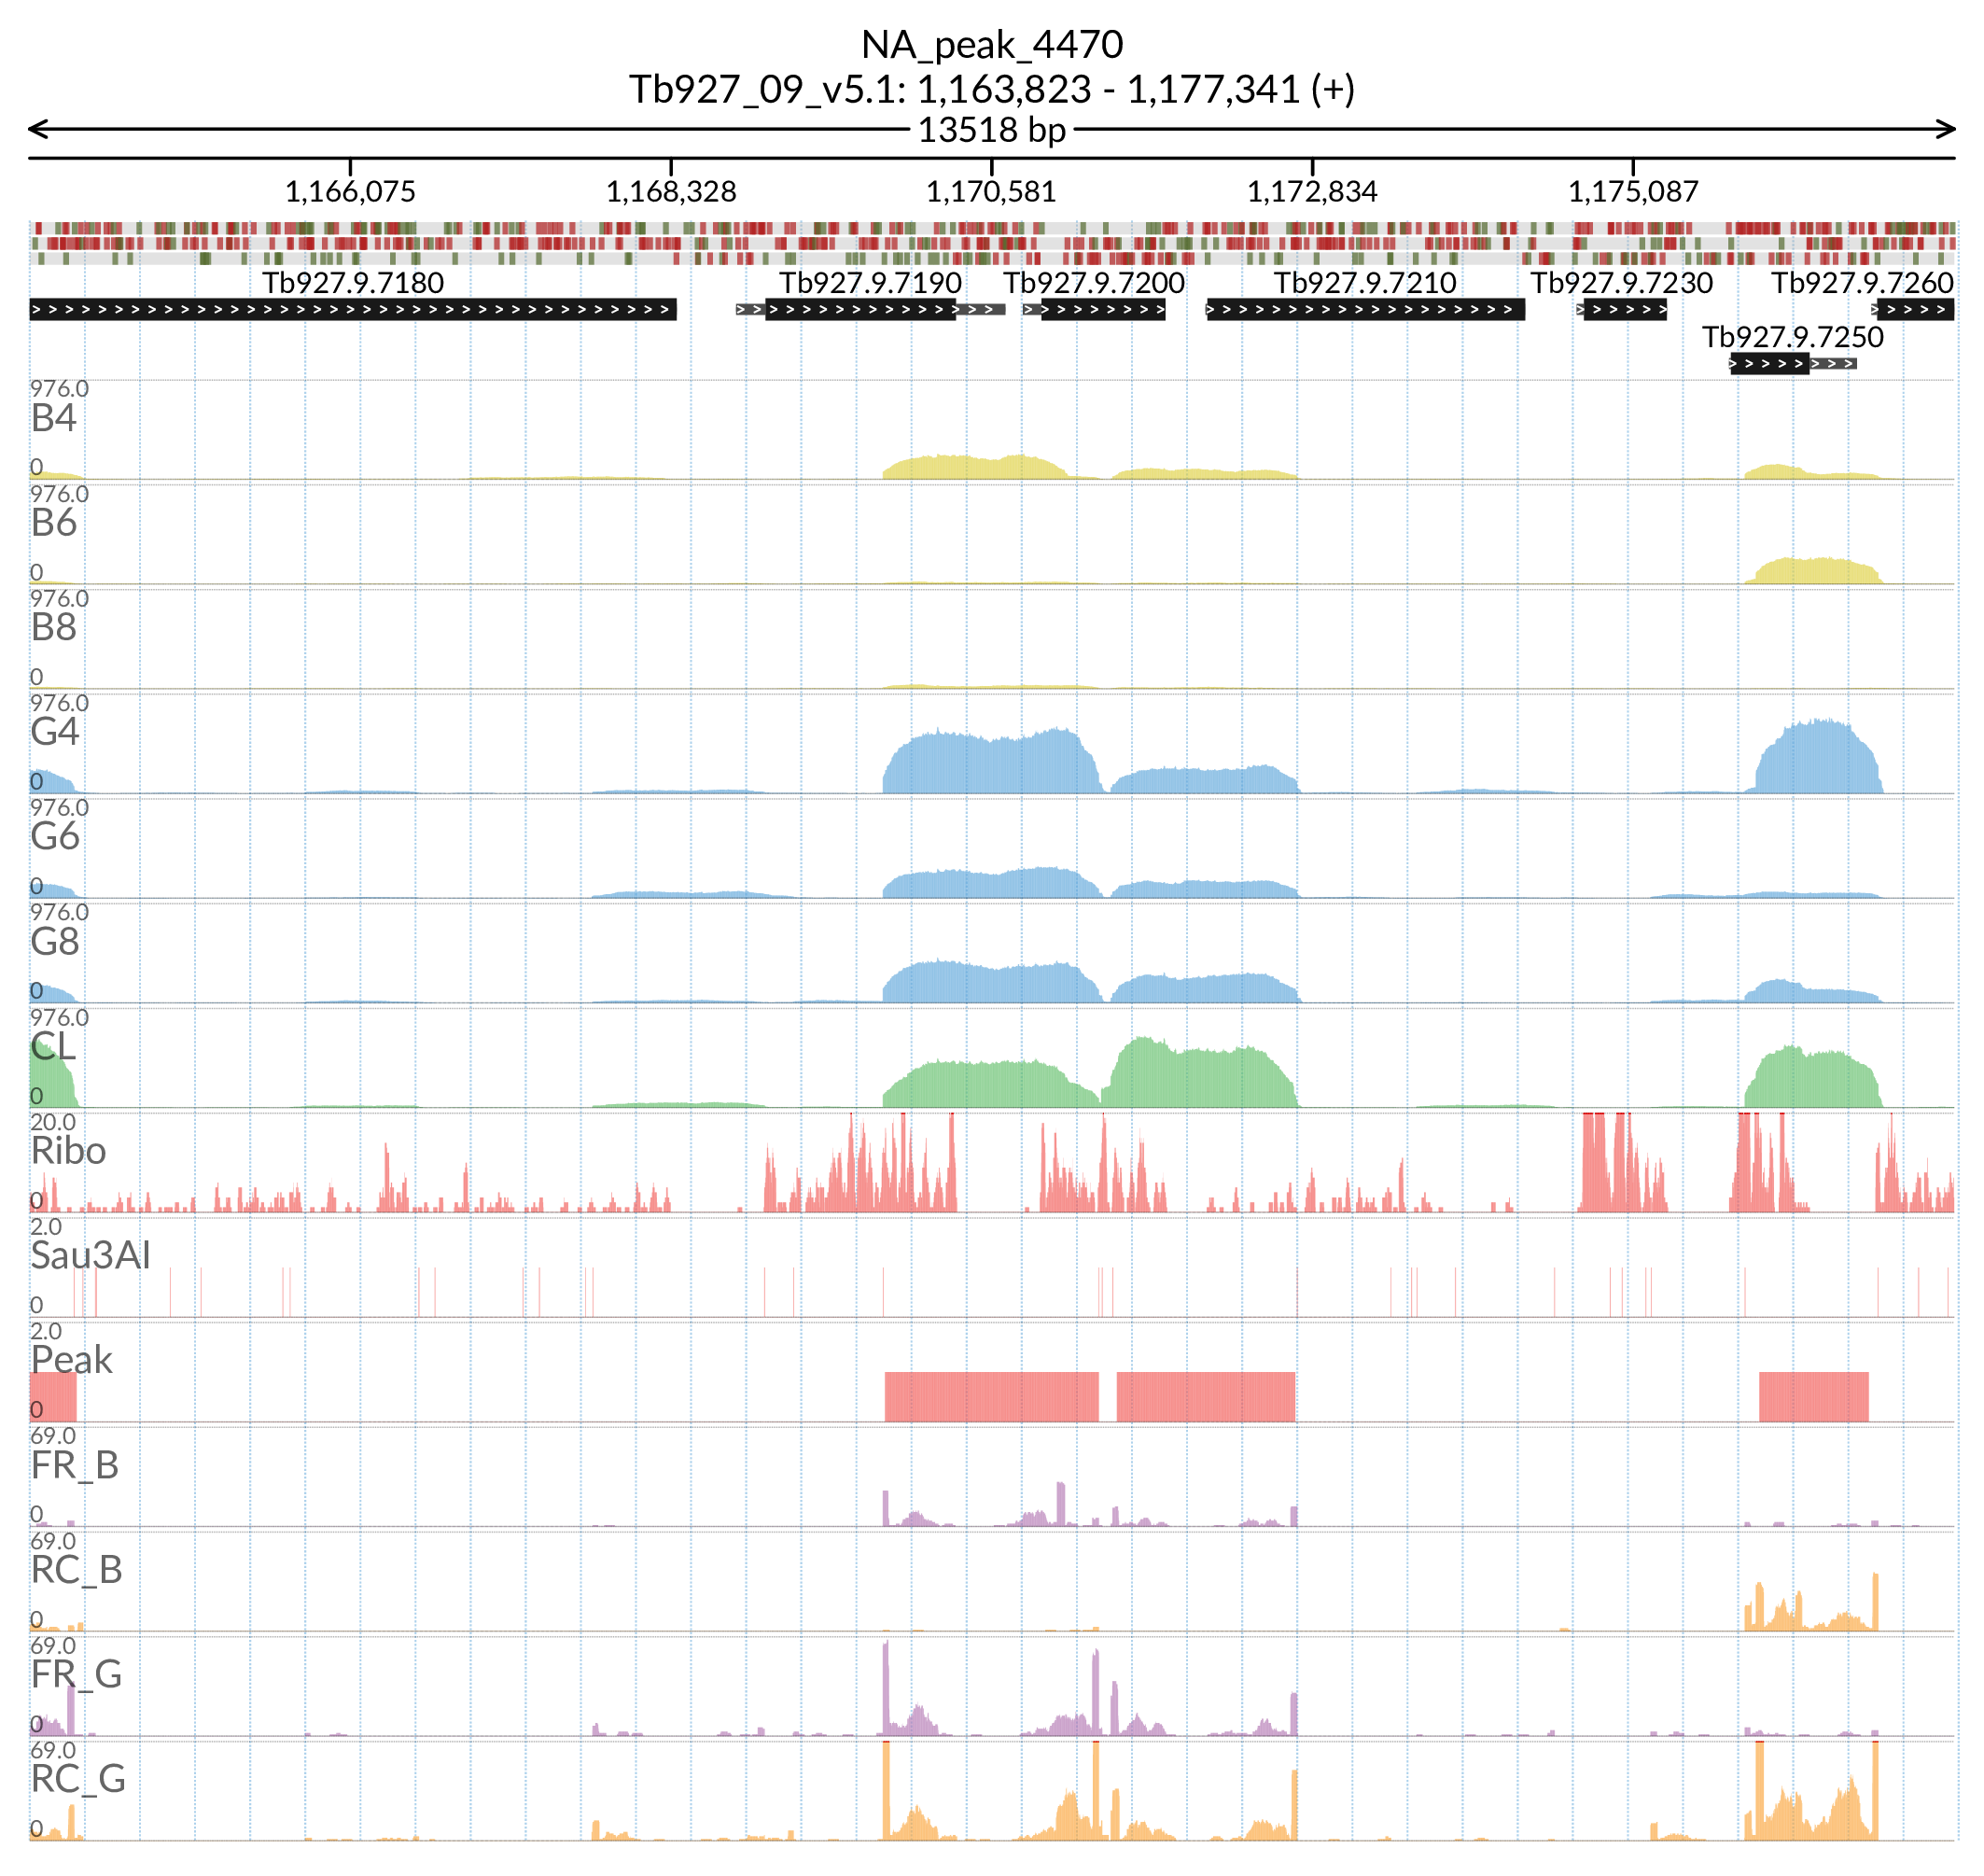 NA_peak_4470
Tb927_09_v5.1: 1,163,823 - 1,177,341 (+)
13518 bp
1,166,075 1,168,328 1,170,581 1,172,834 1,175,087
Tb927.9.7180 Tb927.9.7190 Tb927.9.7200 Tb927.9.7210 Tb927.9.7230 Tb927.9.7260
Tb927.9.7250
976.0
B4
0
976.0
B6
0
976.0
B8
0
976.0
G4
0
976.0
G6
0
976.0
G8
0
976.0
CL
0
20.0
Ribo
0
2.0
Sau3AI
0
2.0
Peak
0
69.0
FR_B
0
69.0
RC_B
0
69.0
FR_G
0
69.0
RC_G
0